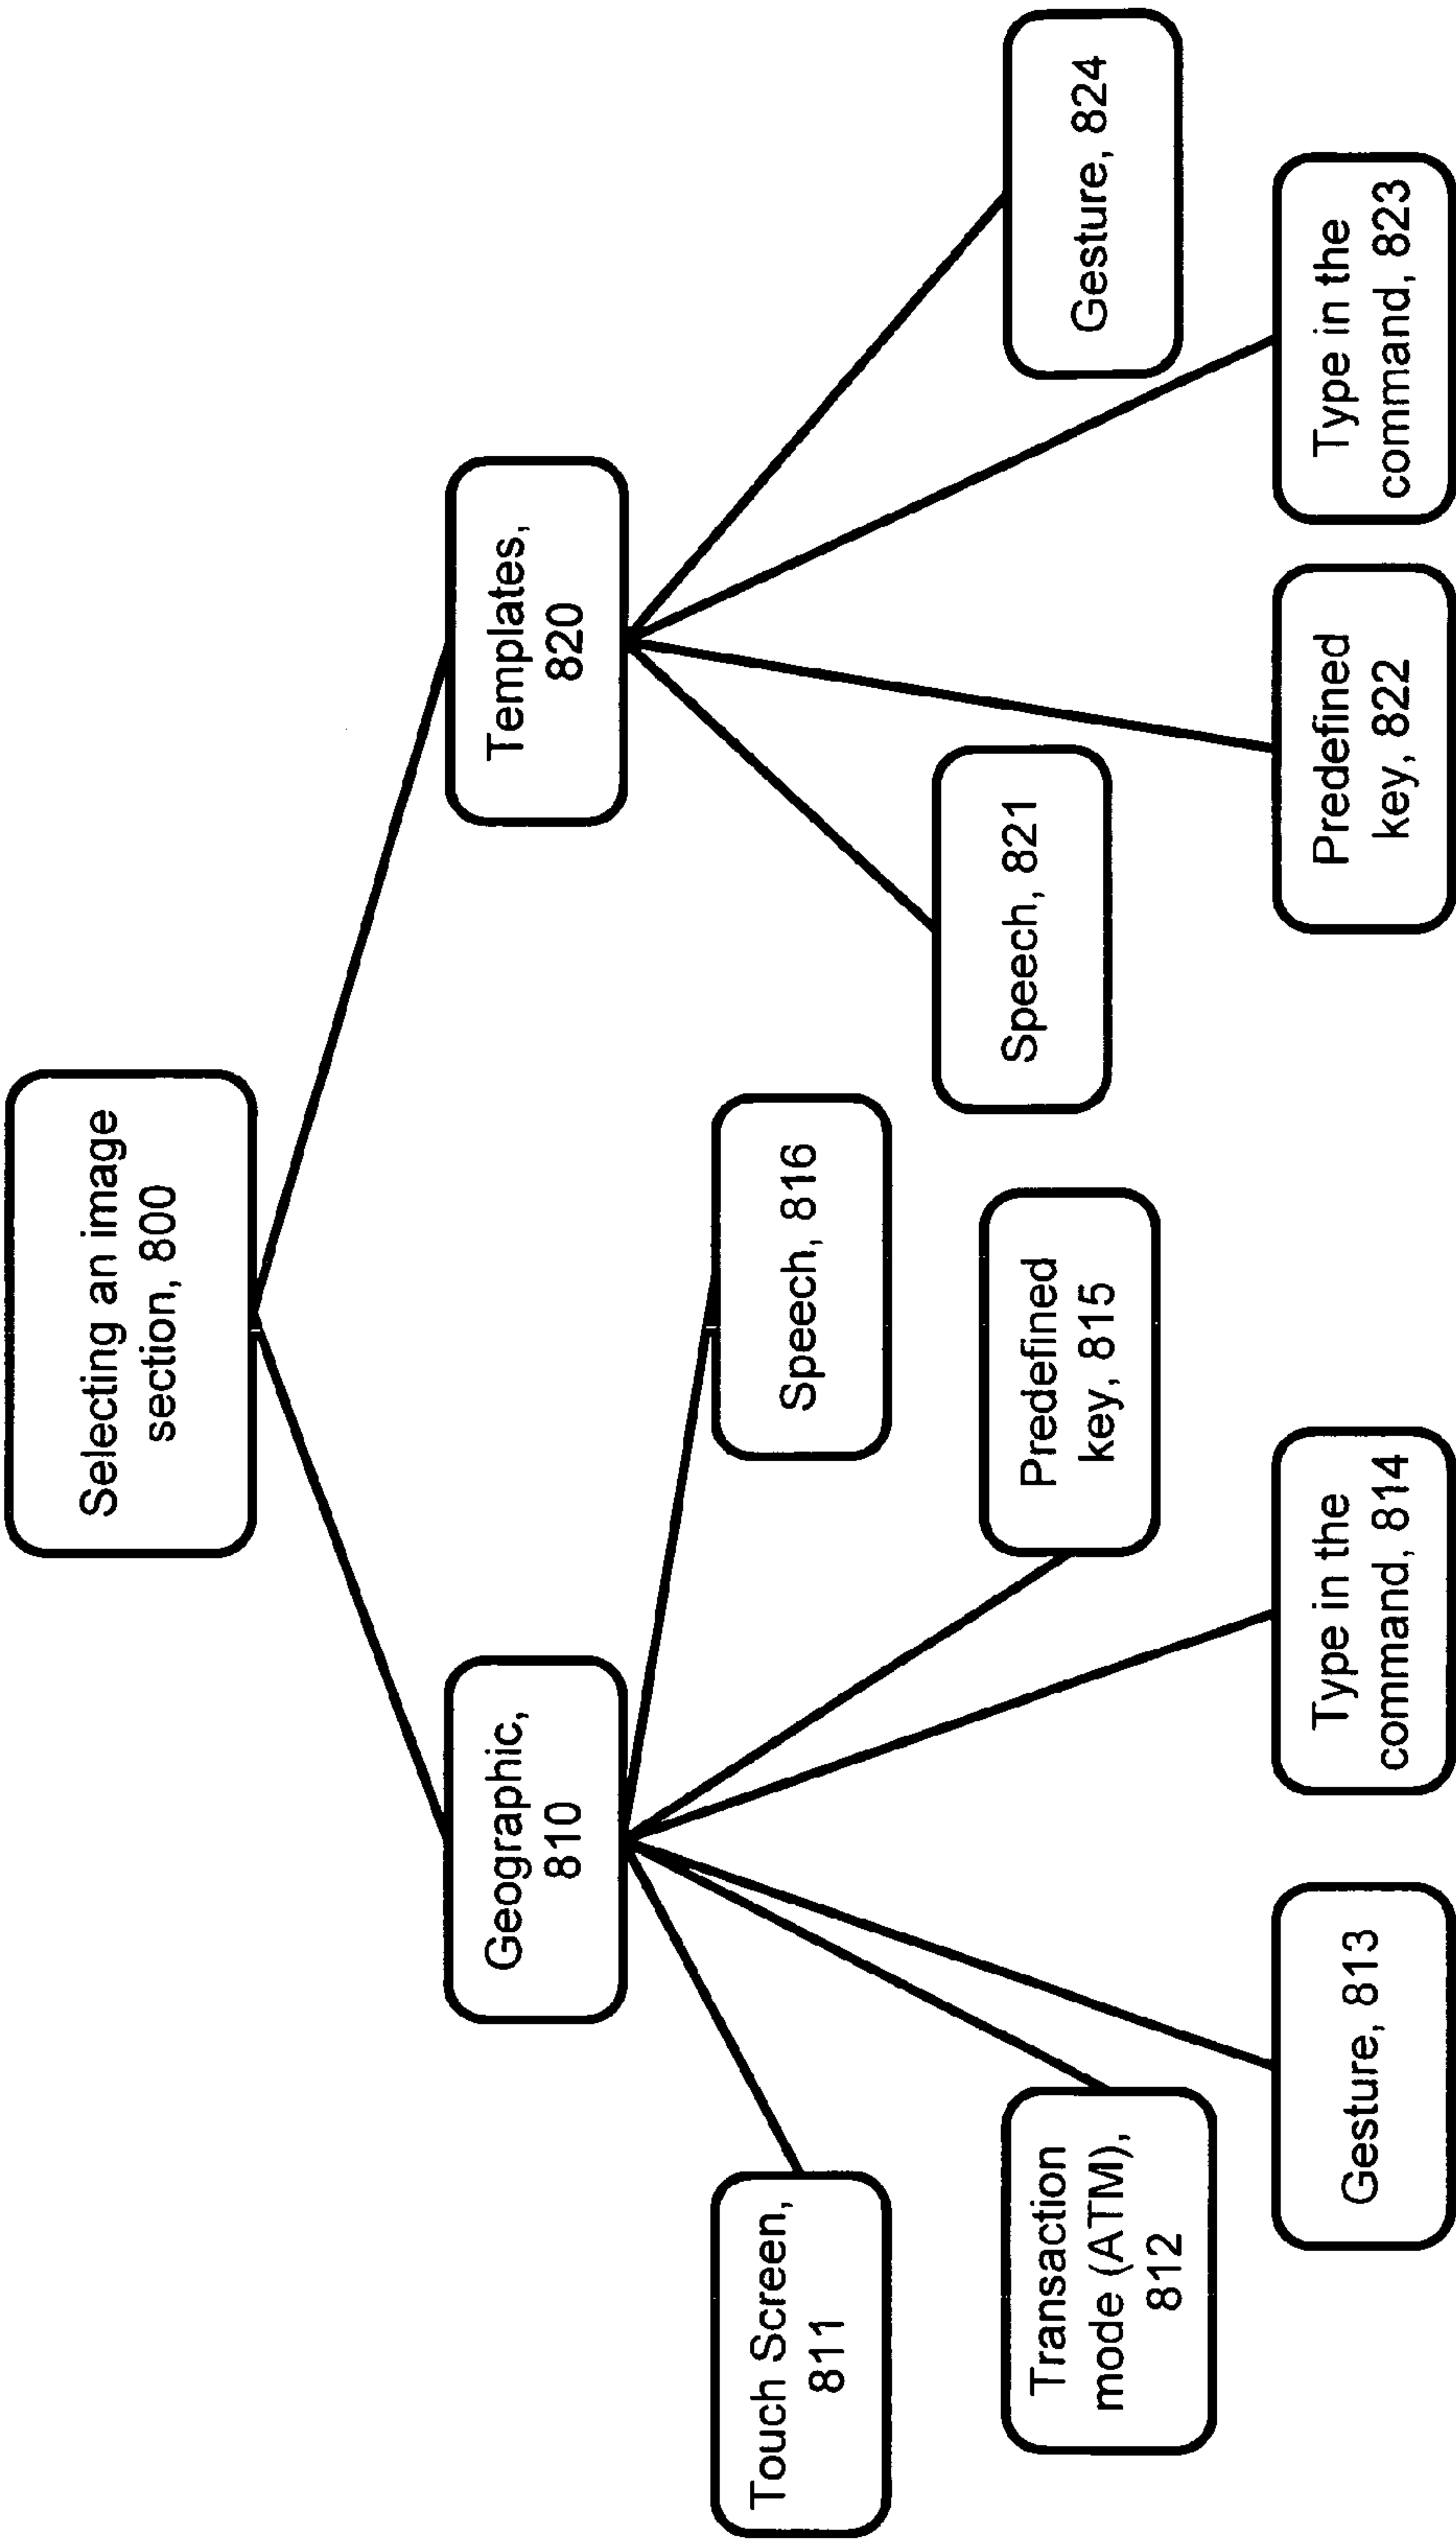 Selecting an image
section, 800
Geographic,
810
Templates,
820
Touch Screen,
811
Transaction
mode (ATM),
812
Gesture, 813
Type in the
command, 814
Predefined
key, 815
Speech, 816
Speech, 821
Predefined
key, 822
Type in the
command, 823
Gesture, 824